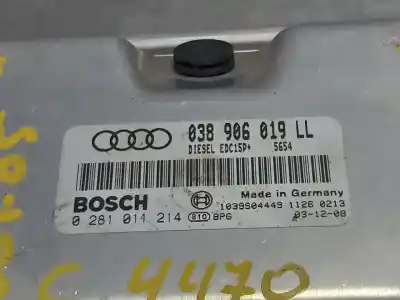 038 906 019 LL
DIESEL EDC15P+ 5654
BOSCH
Made in Germany
0 281 011 214 810 BPG
1039S04449 1126 0213
03-12-08
C 4470